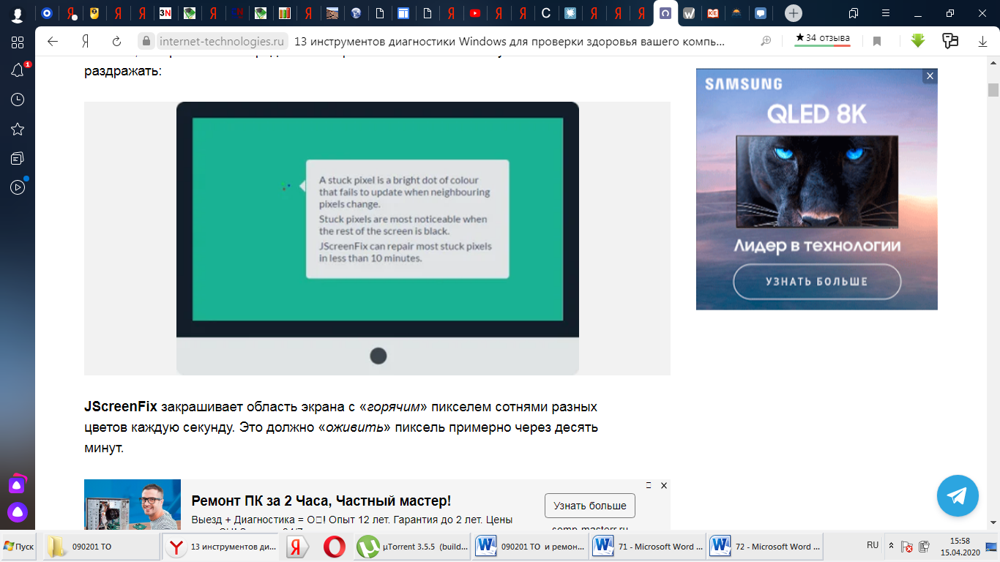 internet-technologies.ru
13 инструментов диагностики Windows для проверки здоровья вашего компь...
34 отзыва
1
раздражать:
A stuck pixel is a bright dot of colour
that fails to update when neighbouring
pixels change.
Stuck pixels are most noticeable when
the rest of the screen is black.
JScreenFix can repair most stuck pixels
in less than 10 minutes.
SAMSUNG
QLED 8K
Лидер в технологии
УЗНАТЬ БОЛЬШЕ
JScreenFix закрашивает область экрана с «горячим» пикселем сотнями разных
цветов каждую секунду. Это должно «оживить» пиксель примерно через десять
минут.
Ремонт ПК за 2 Часа, Частный мастер!
Выезд + Диагностика = О! Опыт 12 лет. Гарантия до 2 лет. Цены
Узнать больше
Пуск
090201 ТО
13 инструментов ди...
µTorrent 3.5.5 (build...
090201 ТО и ремон...
71 - Microsoft Word ...
72 - Microsoft Word ...
RU
15:58
15.04.2020